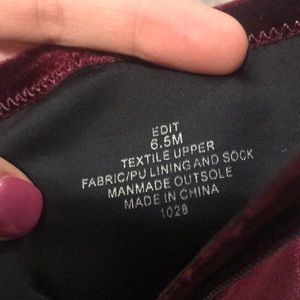 EDIT
6.5M
TEXTILE UPPER
FABRIC/PU LINING AND SOCK
MANMADE OUTSOLE
MADE IN CHINA
1028